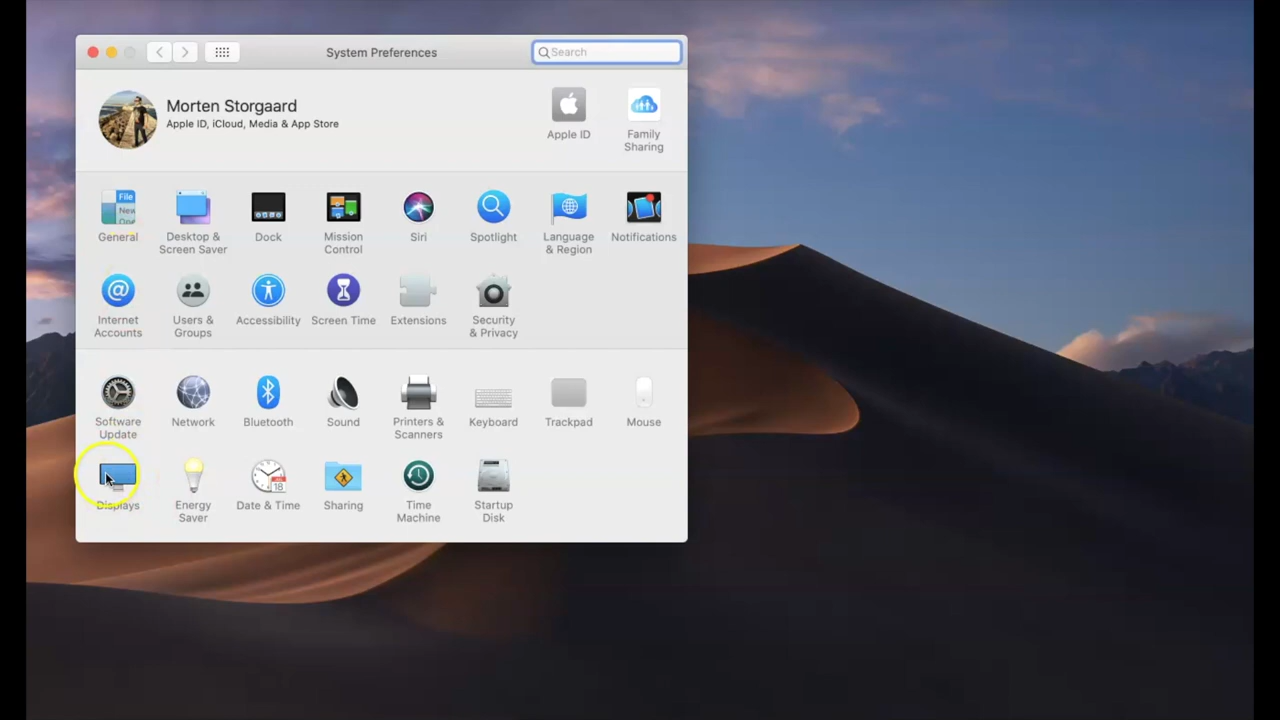 System Preferences
Search
Morten Storgaard
Apple ID, iCloud, Media & App Store
Apple ID
Family
Sharing
File
New
General
Desktop &
Screen Saver
Dock
Mission
Control
Siri
Spotlight
Language
& Region
Notifications
@
Internet
Accounts
Users &
Groups
Accessibility
Screen Time
Extensions
Security
& Privacy
Software
Update
Network
Bluetooth
Sound
Printers &
Scanners
Keyboard
Trackpad
Mouse
Displays
Energy
Saver
18
Date & Time
Sharing
Time
Machine
Startup
Disk